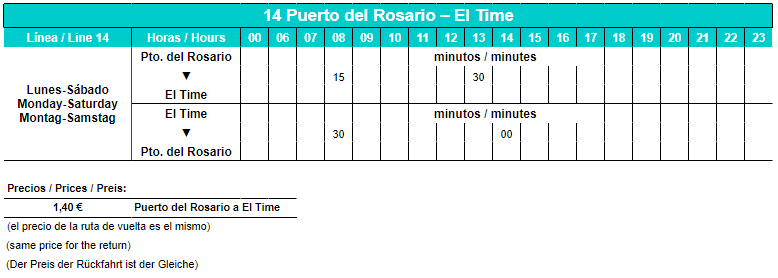 14 Puerto del Rosario – El Time
Línea / Line 14 Horas / Hours 00 06 07 08 09 10 11 12 13 14 15 16 17 18 19 20 21 22 23
Pto. del Rosario minutos / minutes
▼ 15 30
El Time
Lunes-Sábado
Monday-Saturday
Montag-Samstag
El Time minutos / minutes
▼ 30 00
Pto. del Rosario
Precios / Prices / Preis:
1,40 € Puerto del Rosario a El Time
(el precio de la ruta de vuelta es el mismo)
(same price for the return)
(Der Preis der Rückfahrt ist der Gleiche)